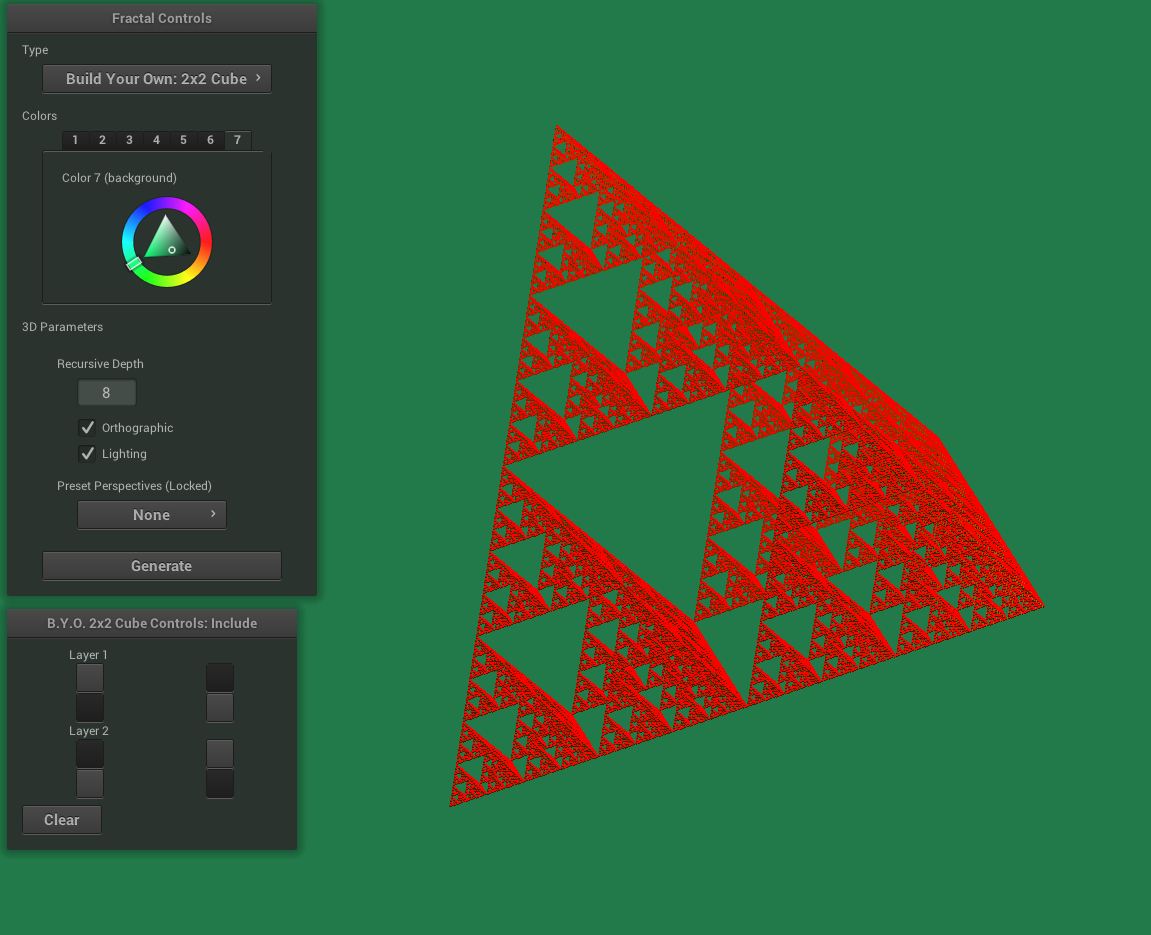 Fractal Controls
Type
Build Your Own: 2x2 Cube ›
Colors
1 2 3 4 5 6 7
Color 7 (background)
3D Parameters
Recursive Depth
8
Orthographic
Lighting
Preset Perspectives (Locked)
None ›
Generate
B.Y.O. 2x2 Cube Controls: Include
Layer 1
Layer 2
Clear